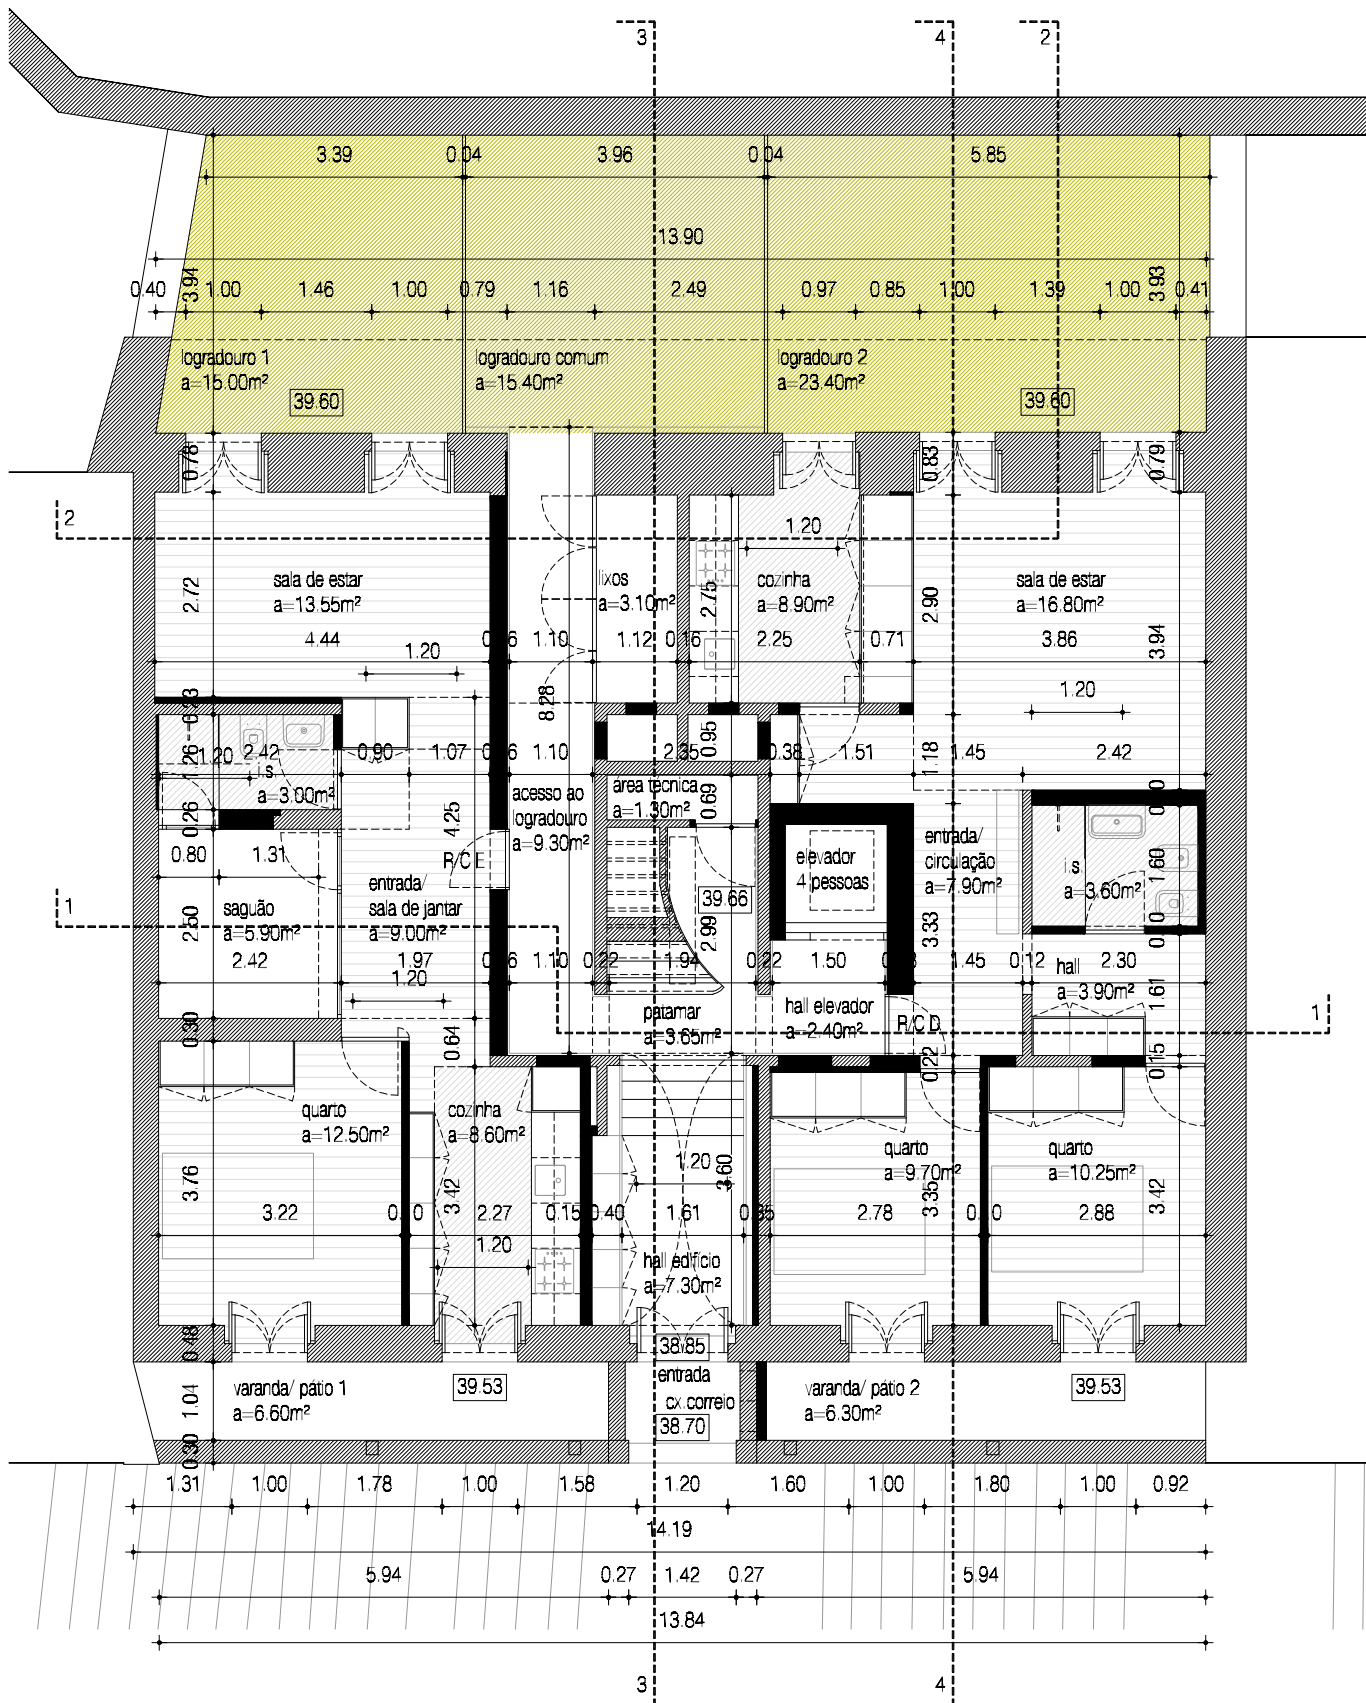 3
4
2
3.39 0.04 3.96 0.04 5.85
13.90
0.40 1.00 1.46 1.00 0.79 1.16 2.49 0.97 0.85 1.00 1.39 1.00 0.41
3.94
3.93
logradouro 1
a=15.00m²
39.60
logradouro comum
a=15.40m²
logradouro 2
a=23.40m²
39.60
0.78
0.83
0.79
2
2.72
sala de estar
a=13.55m²
4.44
1.20
1.10
lixos
a=3.10m²
1.12 0.16
2.75
1.20
cozinha
a=8.90m²
2.25
0.71
2.90
sala de estar
a=16.80m²
3.86
3.94
1.20
8.28
1.26
1.20 2.42
i.s.
a=3.00m²
0.90 1.07
1.10
2.35
0.95
0.38 1.51
1.18
1.45
2.42
0.26
0.80 1.31
4.25
R/C E
acesso ao
logradouro
a=9.30m²
área técnica
a=1.30m²
0.69
elevador
4 pessoas
entrada/
circulação
a=7.90m²
i.s.
a=3.60m²
1.60
1
saguão
a=5.90m²
2.42
entrada/
sala de jantar
a=9.00m²
1.97
1.20
39.66
2.99
1.10 0.22 1.94 0.22 1.50
3.33
1.45 0.12
hall
2.30
a=3.90m²
1.61
patamar
a=3.65m²
hall elevador
a=2.40m²
R/C D
1
0.30
0.64
0.22
0.15
quarto
a=12.50m²
cozinha
a=8.60m²
1.20
3.60
quarto
a=9.70m²
quarto
a=10.25m²
3.76
3.22
3.42
2.27 0.15 0.40 1.61
1.20
2.78
3.35
2.88
3.42
hall edifício
a=7.30m²
0.48
38.85
entrada
cx.correio
38.70
1.04
varanda/ pátio 1
a=6.60m²
39.53
varanda/ pátio 2
a=6.30m²
39.53
0.30
1.31 1.00 1.78 1.00 1.58 1.20 1.60 1.00 1.80 1.00 0.92
14.19
5.94 0.27 1.42 0.27 5.94
13.84
3
4